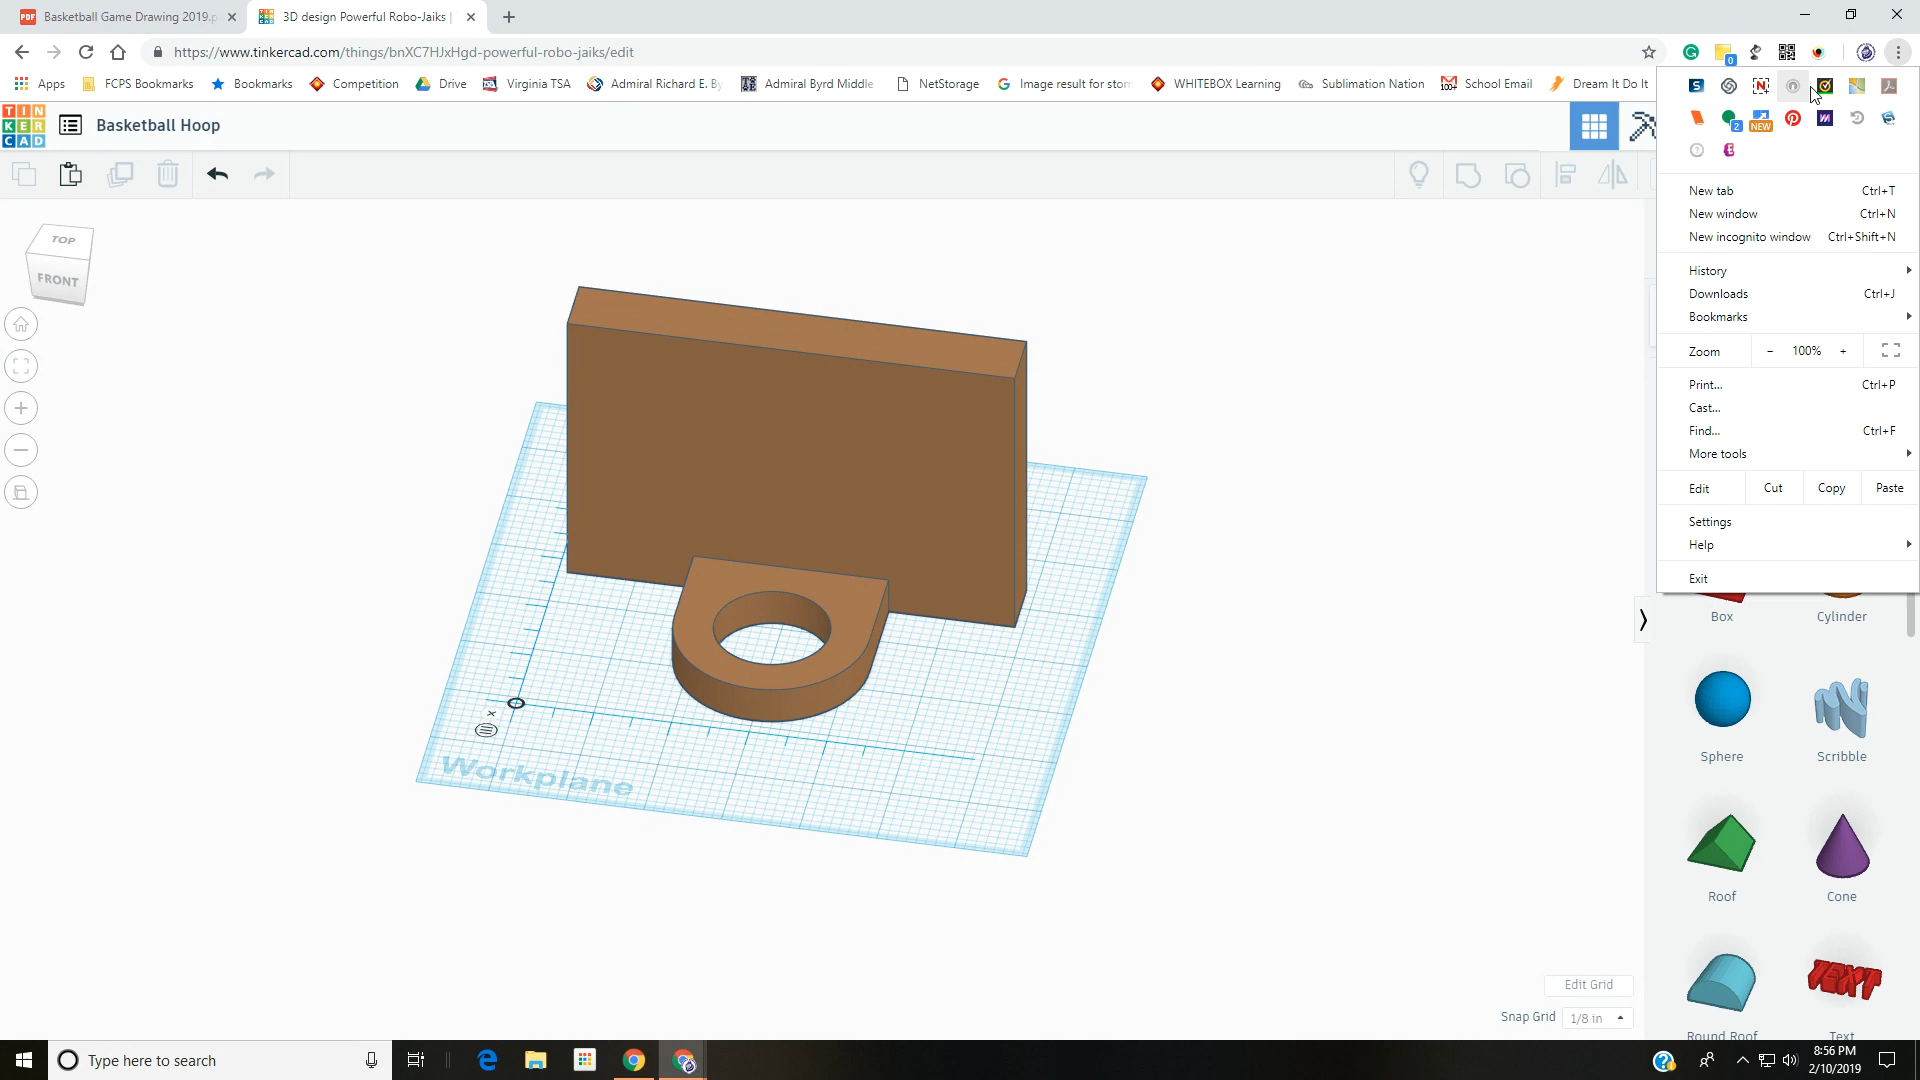 Basketball Game Drawing 2019.p
3D design Powerful Robo-Jaiks |
https://www.tinkercad.com/things/bnXC7HJxHgd-powerful-robo-jaiks/edit
0
Apps
FCPS Bookmarks
Bookmarks
Competition
Drive
Virginia TSA
Admiral Richard E. By
Admiral Byrd Middle
NetStorage
Image result for storm
WHITEBOX Learning
Sublimation Nation
School Email
Dream It Do It
TIN
KER
CAD
Basketball Hoop
2
NEW
New tab Ctrl+T
New window Ctrl+N
New incognito window Ctrl+Shift+N
History
Downloads Ctrl+J
Bookmarks
Zoom - 100% +
Print... Ctrl+P
Cast...
Find... Ctrl+F
More tools
Edit Cut Copy Paste
Settings
Help
Exit
TOP
FRONT
Workplane
Box
Cylinder
Sphere
Scribble
Roof
Cone
TEXT
Round Roof
Text
Edit Grid
Snap Grid 1/8 in
Type here to search
8:56 PM
2/10/2019